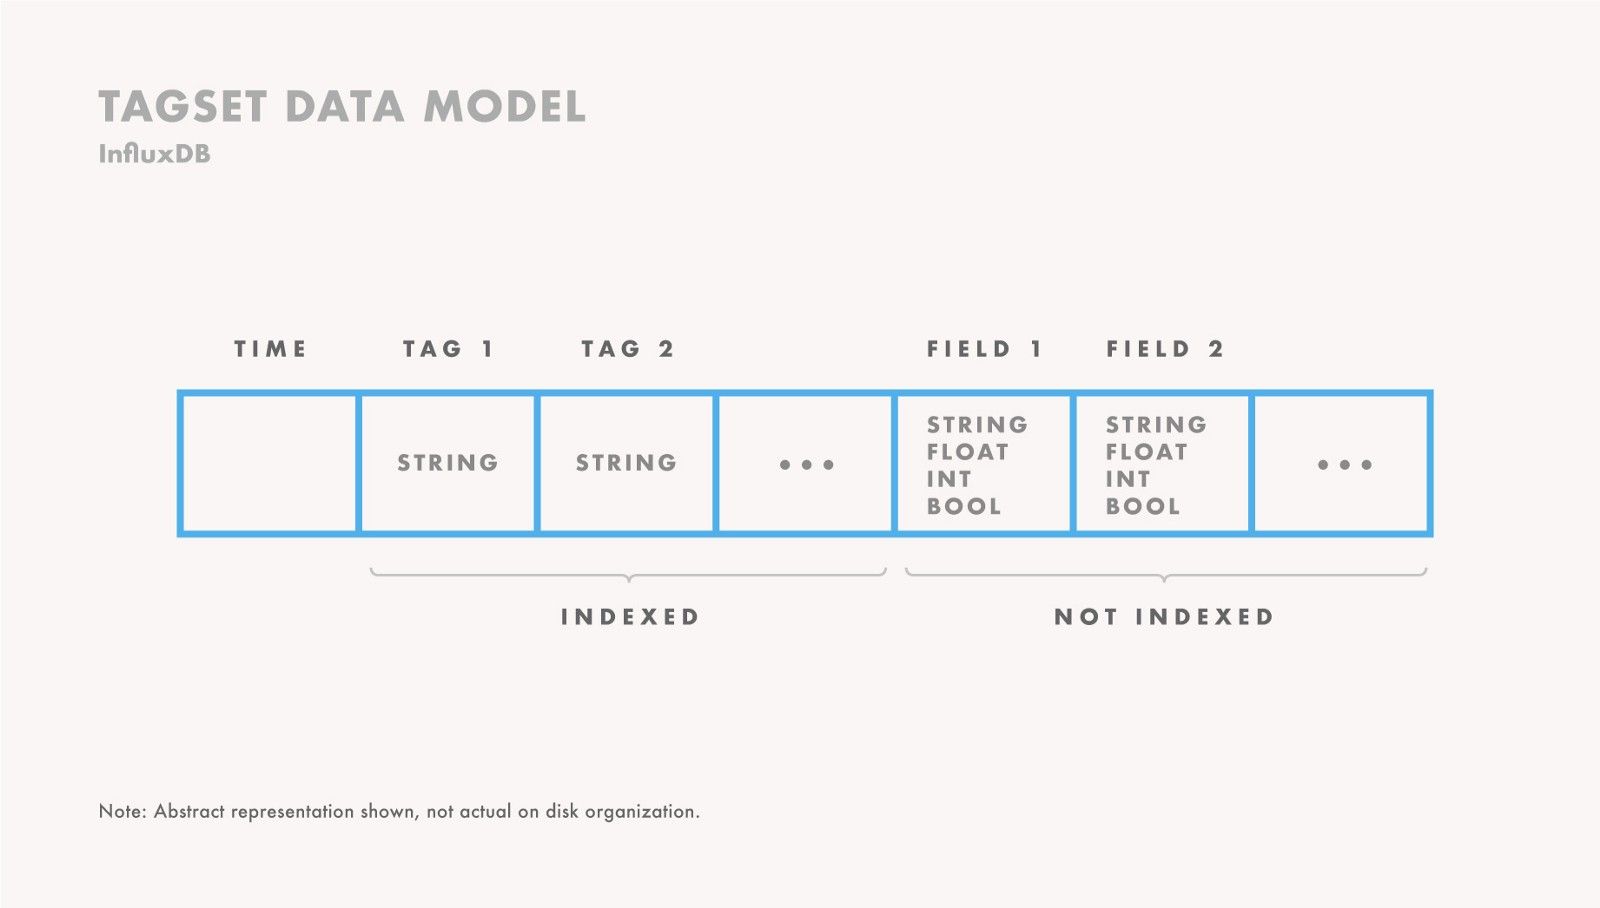 TAGSET DATA MODEL
InfluxDB
TIME TAG 1 TAG 2 FIELD 1 FIELD 2
STRING STRING ••• STRING STRING •••
FLOAT FLOAT
INT INT
BOOL BOOL
INDEXED NOT INDEXED
Note: Abstract representation shown, not actual on disk organization.